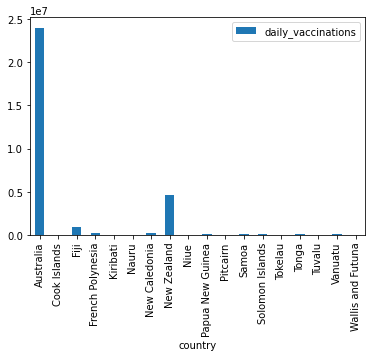 1e7
2.5
2.0
1.5
1.0
0.5
0.0
daily_vaccinations
Australia
Cook Islands
Fiji
French Polynesia
Kiribati
Nauru
New Caledonia
New Zealand
Niue
Papua New Guinea
Pitcairn
Samoa
Solomon Islands
Tokelau
Tonga
Tuvalu
Vanuatu
Wallis and Futuna
country